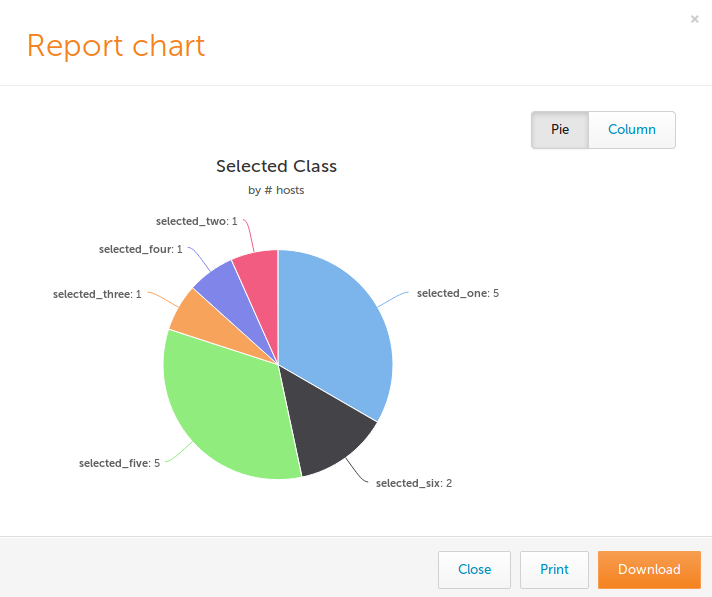 ×
Report chart
Pie
Column
Selected Class
by # hosts
selected_two: 1
selected_four: 1
selected_three: 1
selected_one: 5
selected_five: 5
selected_six: 2
Close
Print
Download